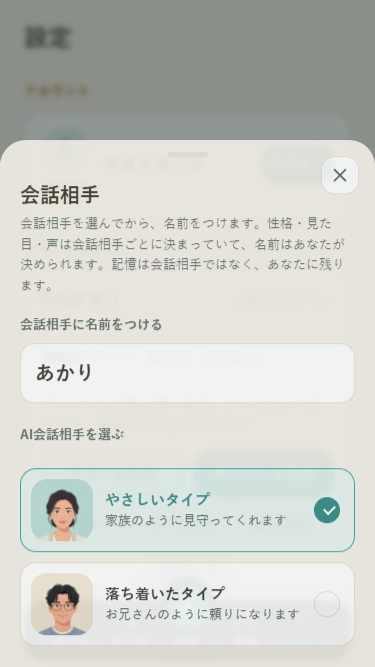 設定
アカウント
会話相手
会話相手を選んでから、名前をつけます。性格・見た
目・声は会話相手ごとに決まっていて、名前はあなたが
決められます。記憶は会話相手ではなく、あなたに残り
ます。
会話相手に名前をつける
あかり
AI会話相手を選ぶ
やさしいタイプ
家族のように見守ってくれます
落ち着いたタイプ
お兄さんのように頼りになります